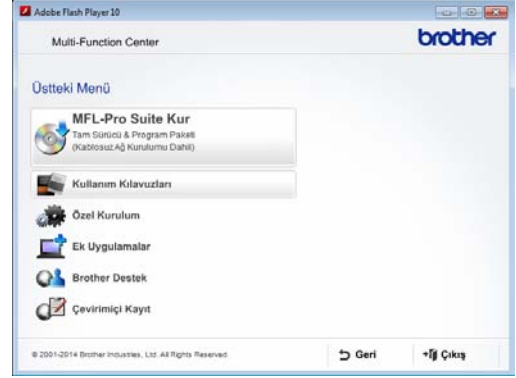 Adobe Flash Player 10
Multi-Function Center
brother
Üstteki Menü
MFL-Pro Suite Kur
Tam Sürücü & Program Paketi
(Kablosuz Ağ Kurulumu Dahil)
Kullanım Kılavuzları
Özel Kurulum
Ek Uygulamalar
Brother Destek
Çevirimiçi Kayıt
© 2001-2014 Brother Industries, Ltd. All Rights Reserved.
Geri
Çıkış